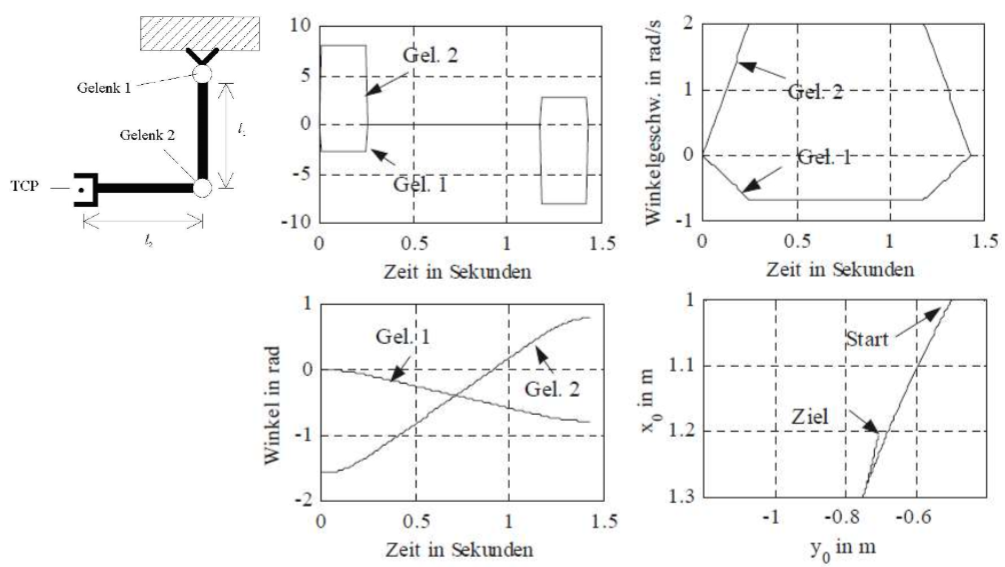 Gelenk 1
l₁
Gelenk 2
TCP
l₂
10
5
0
-5
-10
Gel. 2
Gel. 1
0 0.5 1 1.5
Zeit in Sekunden
Winkelgeschw. in rad/s
2
1
0
-1
Gel. 2
Gel. 1
0 0.5 1 1.5
Zeit in Sekunden
Winkel in rad
1
0
-1
-2
Gel. 1
Gel. 2
0 0.5 1 1.5
Zeit in Sekunden
x₀ in m
1
1.1
1.2
1.3
Start
Ziel
-1 -0.8 -0.6
y₀ in m